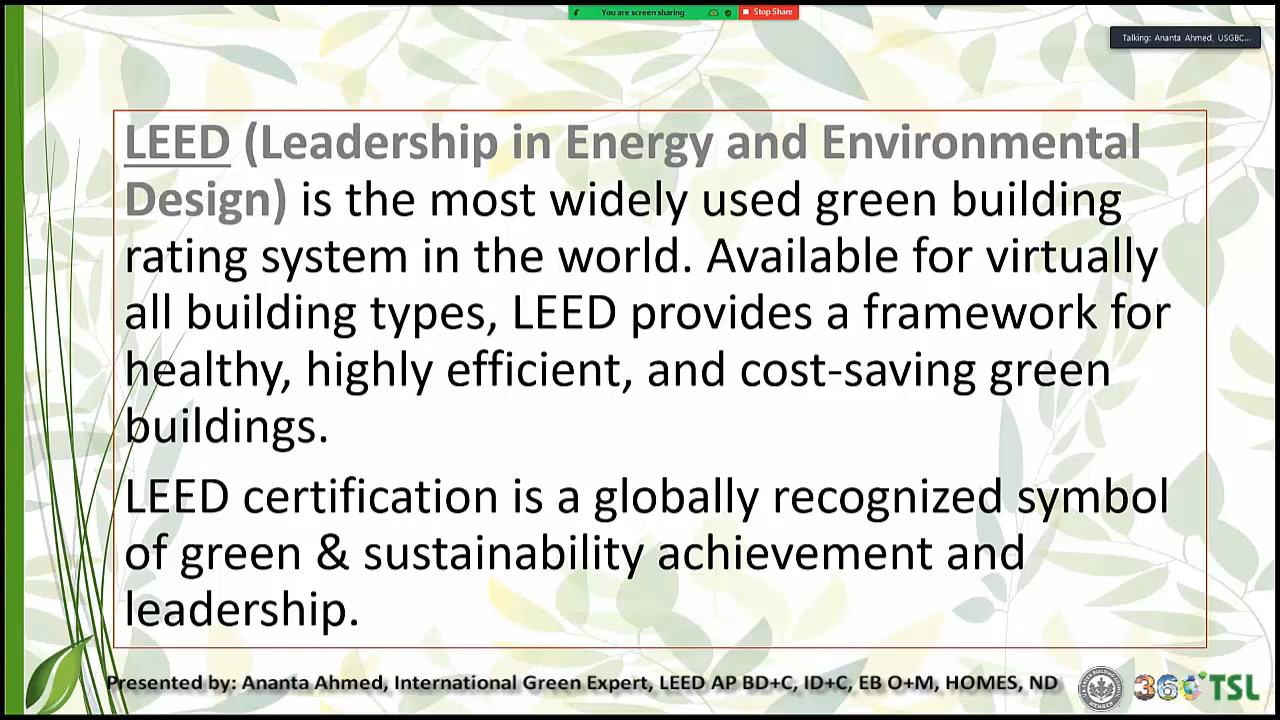 You are screen sharing Stop Share
Talking: Ananta Ahmed, USGBC...
LEED (Leadership in Energy and Environmental
Design) is the most widely used green building
rating system in the world. Available for virtually
all building types, LEED provides a framework for
healthy, highly efficient, and cost-saving green
buildings.
LEED certification is a globally recognized symbol
of green & sustainability achievement and
leadership.
Presented by: Ananta Ahmed, International Green Expert, LEED AP BD+C, ID+C, EB O+M, HOMES, ND
360 TSL